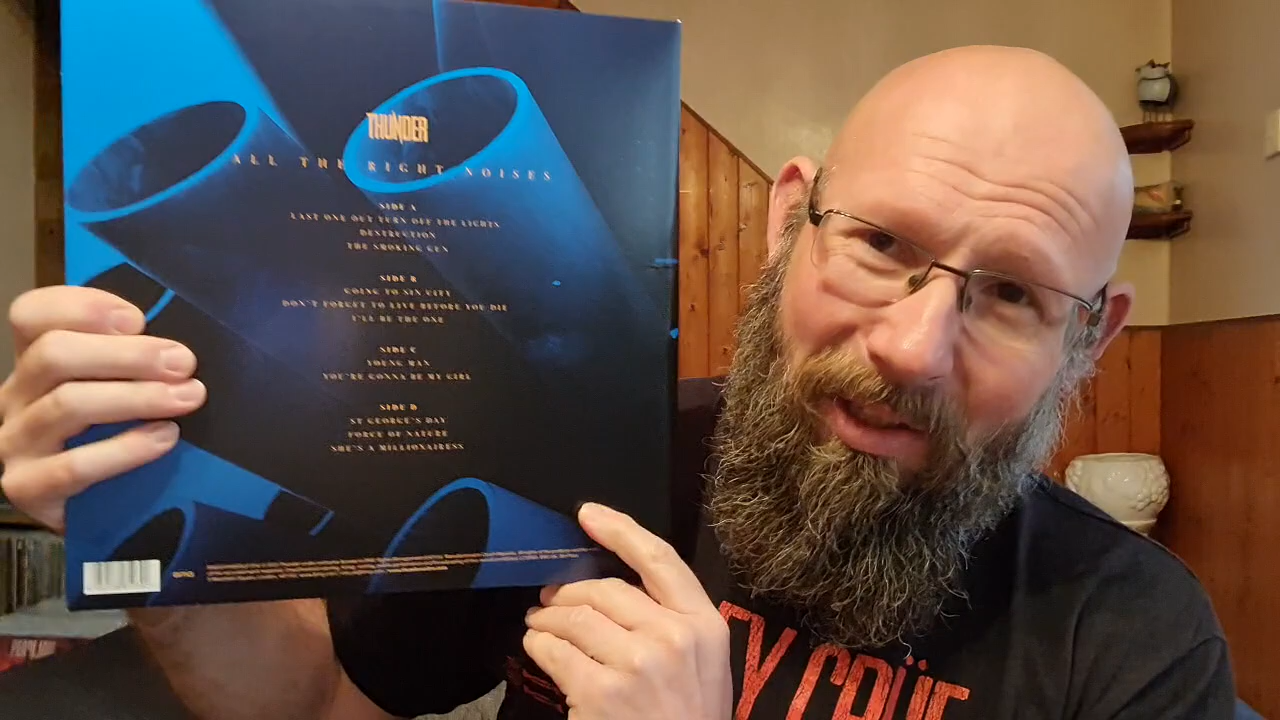 THUNDER
ALL THE RIGHT NOISES
SIDE A
LAST ONE OUT TURN OFF THE LIGHTS
DESTRUCTION
THE SMOKING GUN
SIDE B
GOING TO SIN CITY
DON'T FORGET TO LIVE BEFORE YOU DIE
I'LL BE THE ONE
SIDE C
YOUNG MAN
YOU'RE GONNA BE MY GIRL
SIDE D
ST GEORGE'S DAY
FORCE OF NATURE
SHE'S A MILLIONAIRESS
BMG